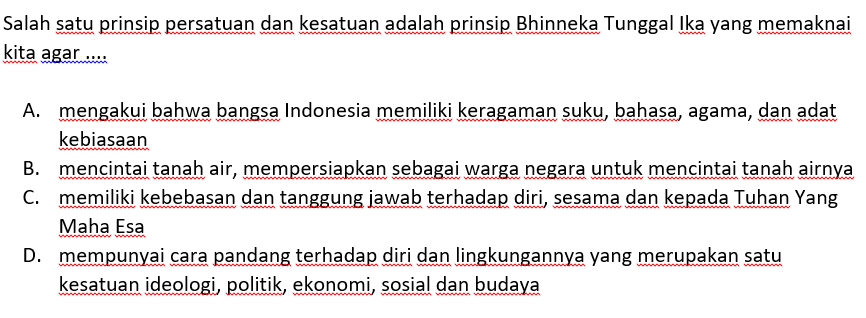 Salah satu prinsip persatuan dan kesatuan adalah prinsip Bhinneka Tunggal Ika yang memaknai
kita agar ....
A. mengakui bahwa bangsa Indonesia memiliki keragaman suku, bahasa, agama, dan adat
kebiasaan
B. mencintai tanah air, mempersiapkan sebagai warga negara untuk mencintai tanah airnya
C. memiliki kebebasan dan tanggung jawab terhadap diri, sesama dan kepada Tuhan Yang
Maha Esa
D. mempunyai cara pandang terhadap diri dan lingkungannya yang merupakan satu
kesatuan ideologi, politik, ekonomi, sosial dan budaya